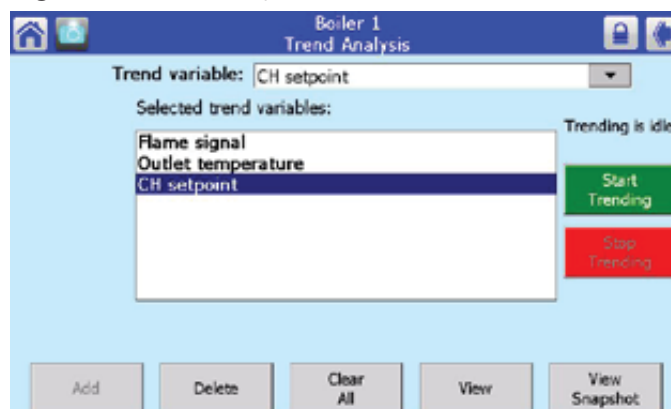 Boiler 1
Trend Analysis
Trend variable: CH setpoint
Selected trend variables:
Flame signal
Outlet temperature
CH setpoint
Trending is idle
Start
Trending
Stop
Trending
Add
Delete
Clear
All
View
View
Snapshot